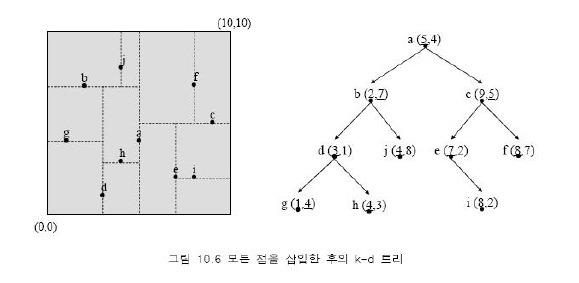 (10,10)
j
b
f
c
g
a
h
e i
d
(0,0)
a (5,4)
b (2,7) c (9,5)
d (3,1) j (4,8) e (7,2) f (8,7)
g (1,4) h (4,3) i (8,2)
그림 10.6 모든 점을 삽입한 후의 k-d 트리